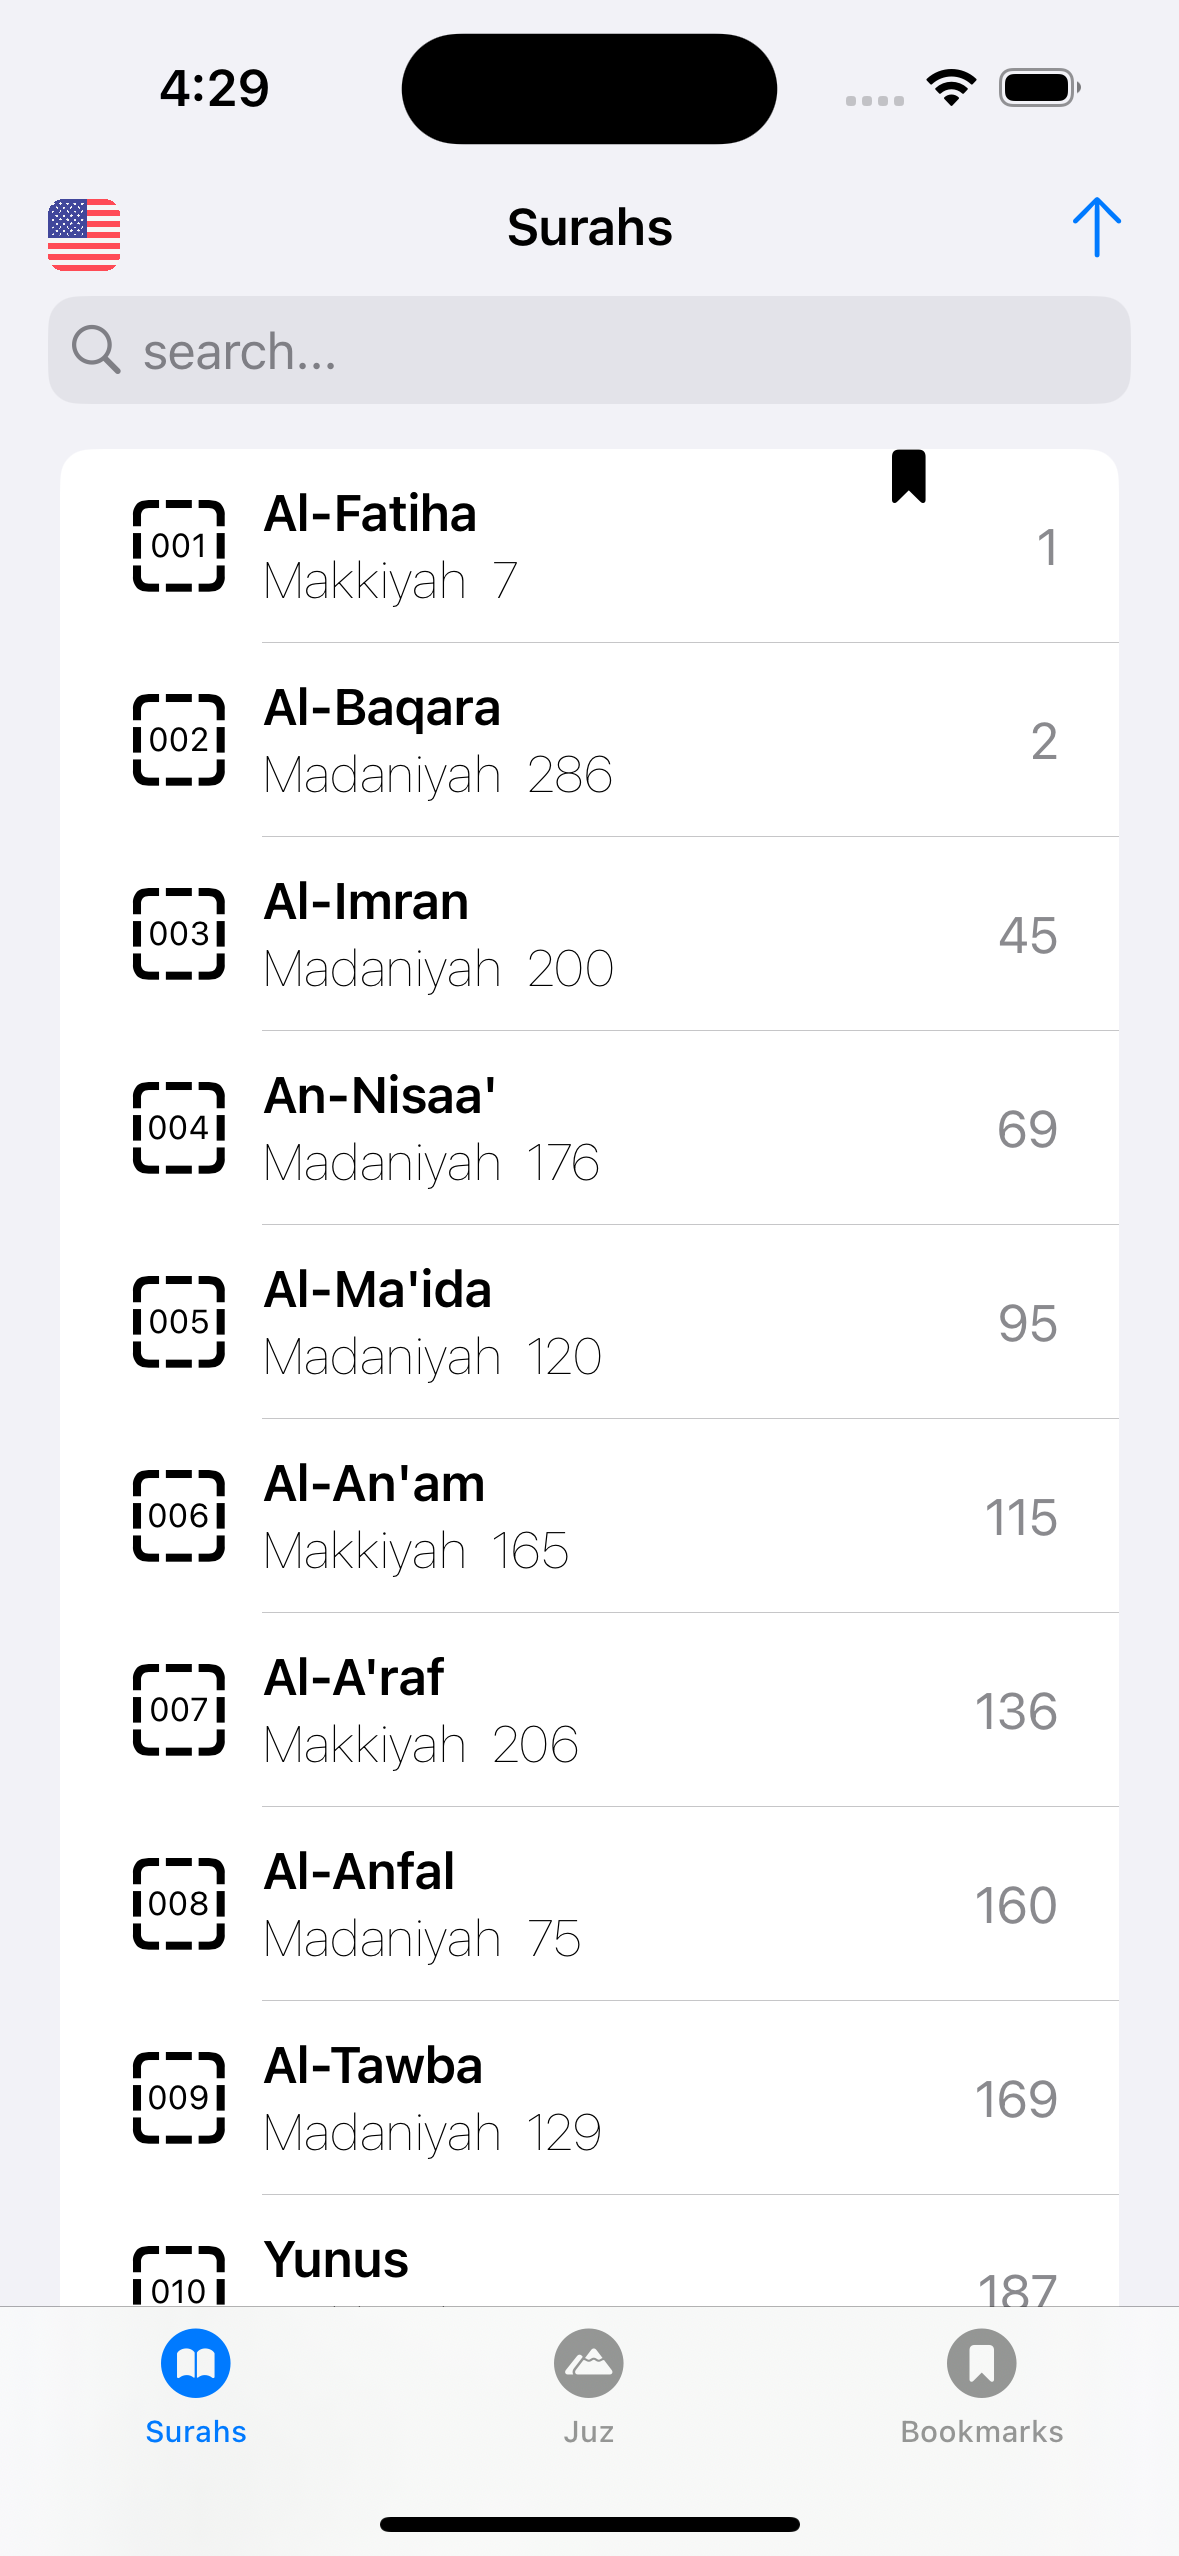 4:29
Surahs
search...
001 Al-Fatiha 1
Makkiyah 7
002 Al-Baqara 2
Madaniyah 286
003 Al-Imran 45
Madaniyah 200
004 An-Nisaa' 69
Madaniyah 176
005 Al-Ma'ida 95
Madaniyah 120
006 Al-An'am 115
Makkiyah 165
007 Al-A'raf 136
Makkiyah 206
008 Al-Anfal 160
Madaniyah 75
009 Al-Tawba 169
Madaniyah 129
010 Yunus 187
Surahs Juz Bookmarks